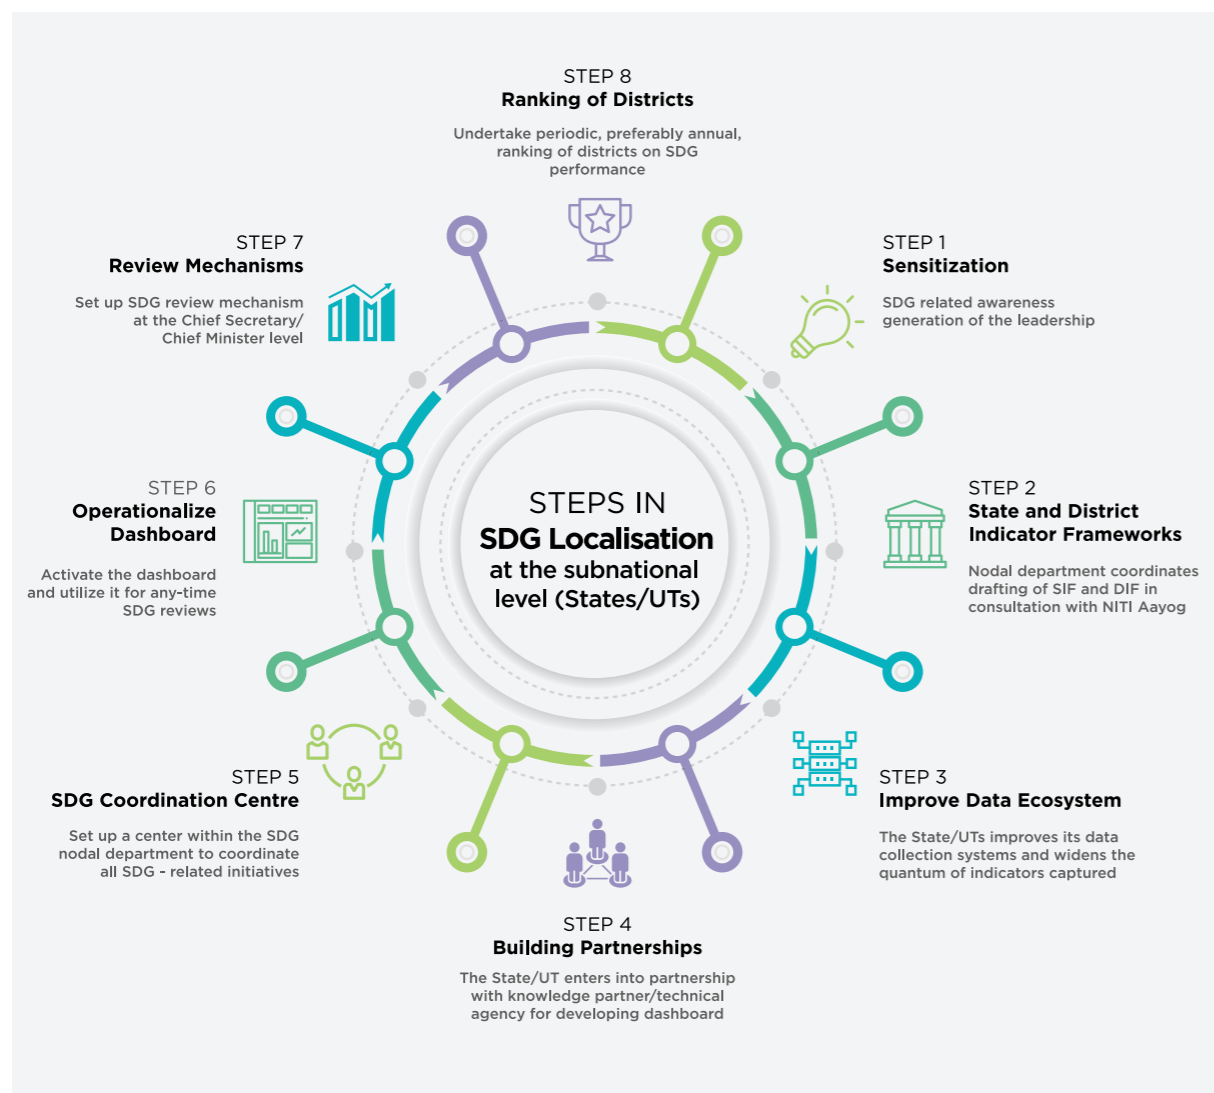 STEPS IN
SDG Localisation
at the subnational
level (States/UTs)
STEP 1
Sensitization
SDG related awareness
generation of the leadership
STEP 2
State and District
Indicator Frameworks
Nodal department coordinates
drafting of SIF and DIF in
consultation with NITI Aayog
STEP 3
Improve Data Ecosystem
The State/UTs improves its data
collection systems and widens the
quantum of indicators captured
STEP 4
Building Partnerships
The State/UT enters into partnership
with knowledge partner/technical
agency for developing dashboard
STEP 5
SDG Coordination Centre
Set up a center within the SDG
nodal department to coordinate
all SDG - related initiatives
STEP 6
Operationalize
Dashboard
Activate the dashboard
and utilize it for any-time
SDG reviews
STEP 7
Review Mechanisms
Set up SDG review mechanism
at the Chief Secretary/
Chief Minister level
STEP 8
Ranking of Districts
Undertake periodic, preferably annual,
ranking of districts on SDG
performance